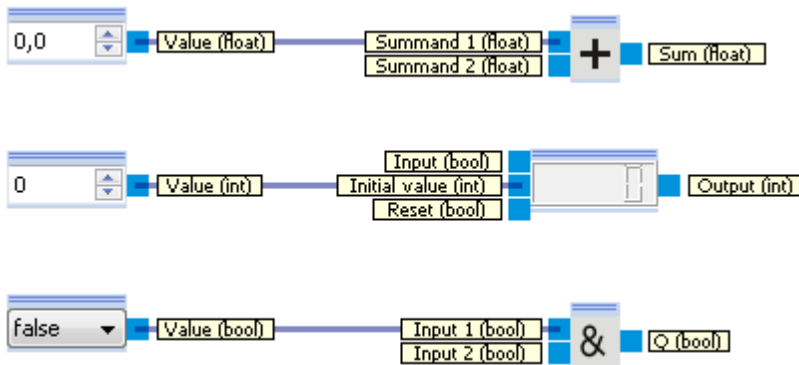 0,0 Value (float) Summand 1 (float) + Sum (float)
Summand 2 (float)
Input (bool)
0 Value (int) Initial value (int) 0 Output (int)
Reset (bool)
false Value (bool) Input 1 (bool) & Q (bool)
Input 2 (bool)